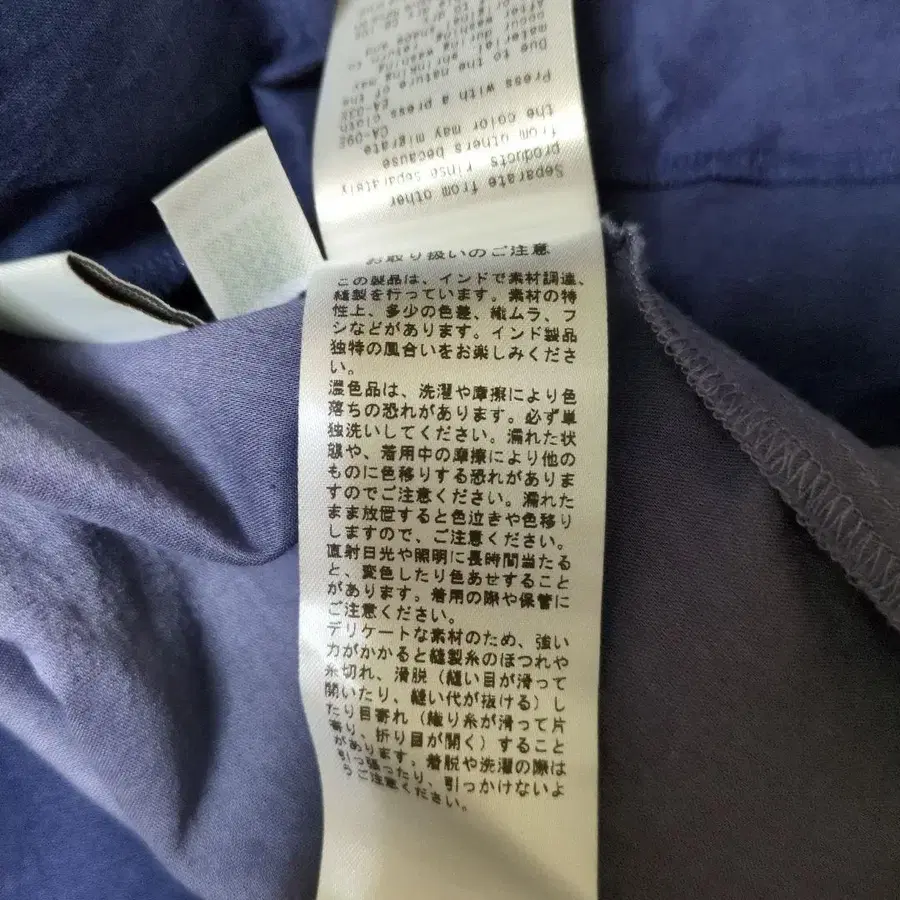 Separate from other
products rinse separately
from others because
the color may migrate
CA-092
Press with a press cloth
CA-035
Due to the nature of the
material, shrinking may
occur
お取り扱いのご注意
この製品は、インドで素材調達、
縫製を行っています。素材の特
性上、多少の色差、織ムラ、フ
シなどがあります。インド製品
独特の風合いをお楽しみくださ
い。
濃色品は、洗濯や摩擦により色
落ちの恐れがあります。必ず単
独洗いしてください。濡れた状
態や、着用中の摩擦により他の
ものに色移りする恐れがありま
すのでご注意ください。濡れた
まま放置すると色泣きや色移り
しますので、ご注意ください。
直射日光や照明に長時間当たる
と、変色したり色あせすること
があります。着用の際や保管に
ご注意ください。
デリケートな素材のため、強い
力がかかると縫製糸のほつれや
糸切れ、滑脱（縫い目が滑って
開いたり、縫い代が抜ける）し
たり目寄れ（織り糸が滑って片
寄り、折り目が開く）すること
があります。着脱や洗濯の際は
引っ張ったり、引っかけないよ
うご注意ください。